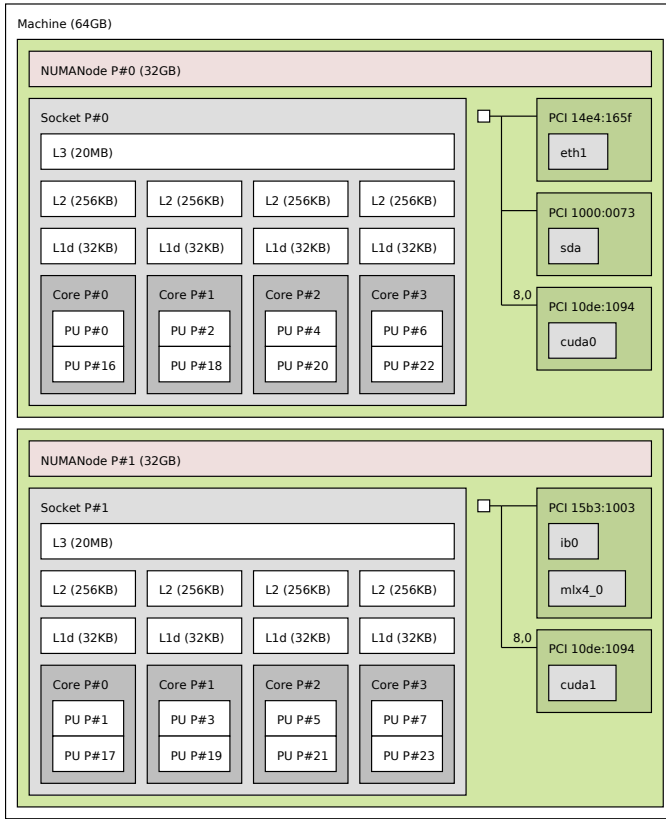 Machine (64GB)
NUMANode P#0 (32GB)
Socket P#0
L3 (20MB)
L2 (256KB) L2 (256KB) L2 (256KB) L2 (256KB)
L1d (32KB) L1d (32KB) L1d (32KB) L1d (32KB)
Core P#0 Core P#1 Core P#2 Core P#3
PU P#0 PU P#2 PU P#4 PU P#6
PU P#16 PU P#18 PU P#20 PU P#22
PCI 14e4:165f
eth1
PCI 1000:0073
sda
8,0
PCI 10de:1094
cuda0
NUMANode P#1 (32GB)
Socket P#1
L3 (20MB)
L2 (256KB) L2 (256KB) L2 (256KB) L2 (256KB)
L1d (32KB) L1d (32KB) L1d (32KB) L1d (32KB)
Core P#0 Core P#1 Core P#2 Core P#3
PU P#1 PU P#3 PU P#5 PU P#7
PU P#17 PU P#19 PU P#21 PU P#23
PCI 15b3:1003
ib0
mlx4_0
8,0
PCI 10de:1094
cuda1